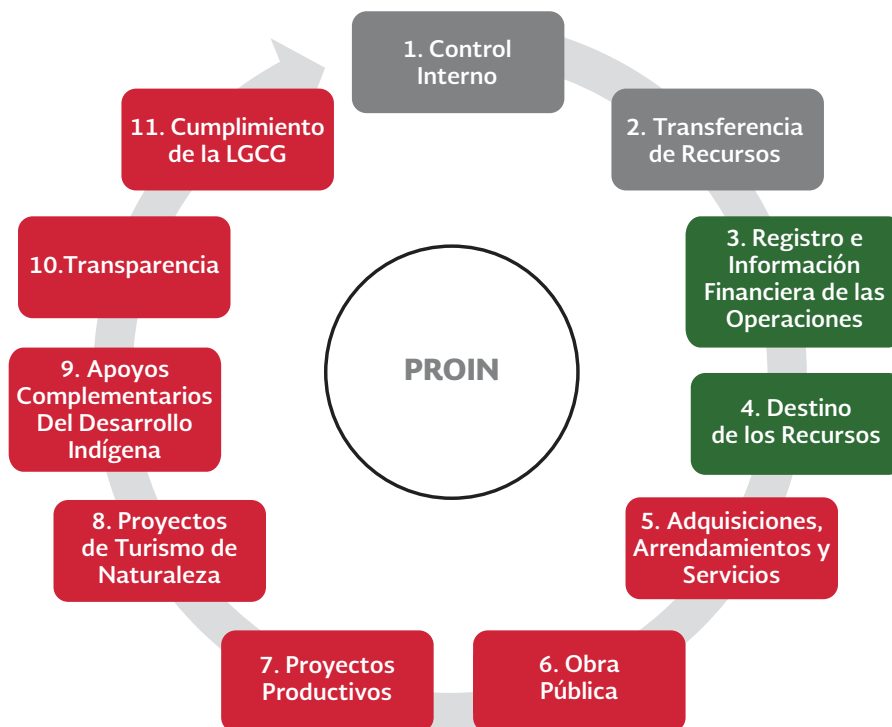 1. Control
Interno
2. Transferencia
de Recursos
3. Registro e
Información
Financiera de las
Operaciones
4. Destino
de los Recursos
5. Adquisiciones,
Arrendamientos y
Servicios
6. Obra
Pública
7. Proyectos
Productivos
8. Proyectos
de Turismo de
Naturaleza
9. Apoyos
Complementarios
Del Desarrollo
Indígena
10.Transparencia
11. Cumplimiento
de la LGCG
PROIN